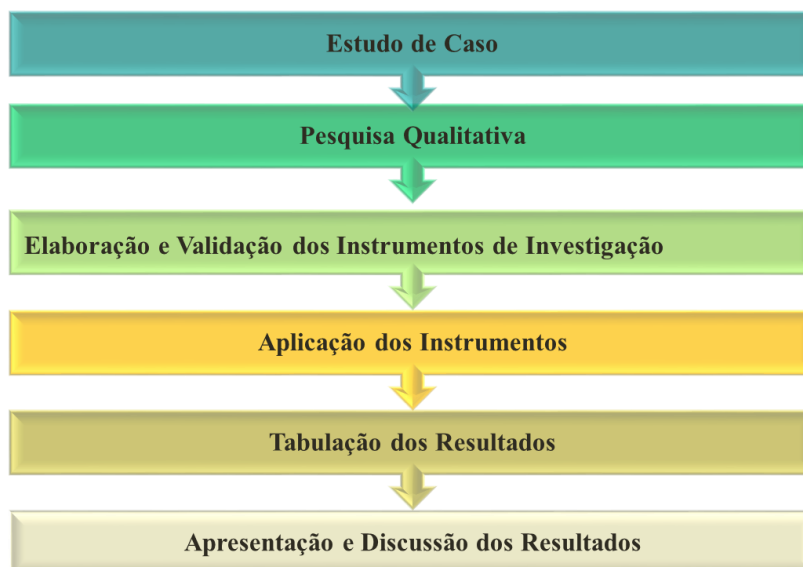 Estudo de Caso
Pesquisa Qualitativa
Elaboração e Validação dos Instrumentos de Investigação
Aplicação dos Instrumentos
Tabulação dos Resultados
Apresentação e Discussão dos Resultados